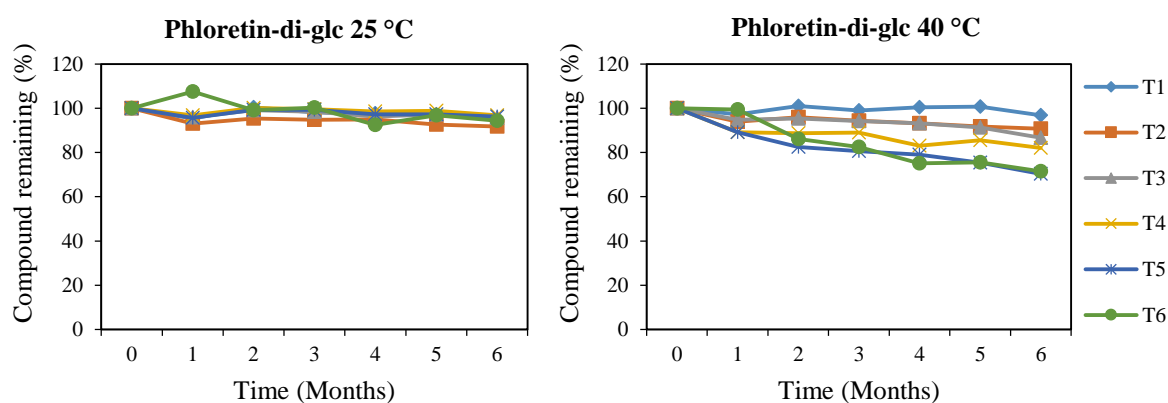 Phloretin-di-glc 25 °C
Compound remaining (%)
120
100
80
60
40
20
0
0 1 2 3 4 5 6
Time (Months)
Phloretin-di-glc 40 °C
Compound remaining (%)
120
100
80
60
40
20
0
0 1 2 3 4 5 6
Time (Months)
T1
T2
T3
T4
T5
T6